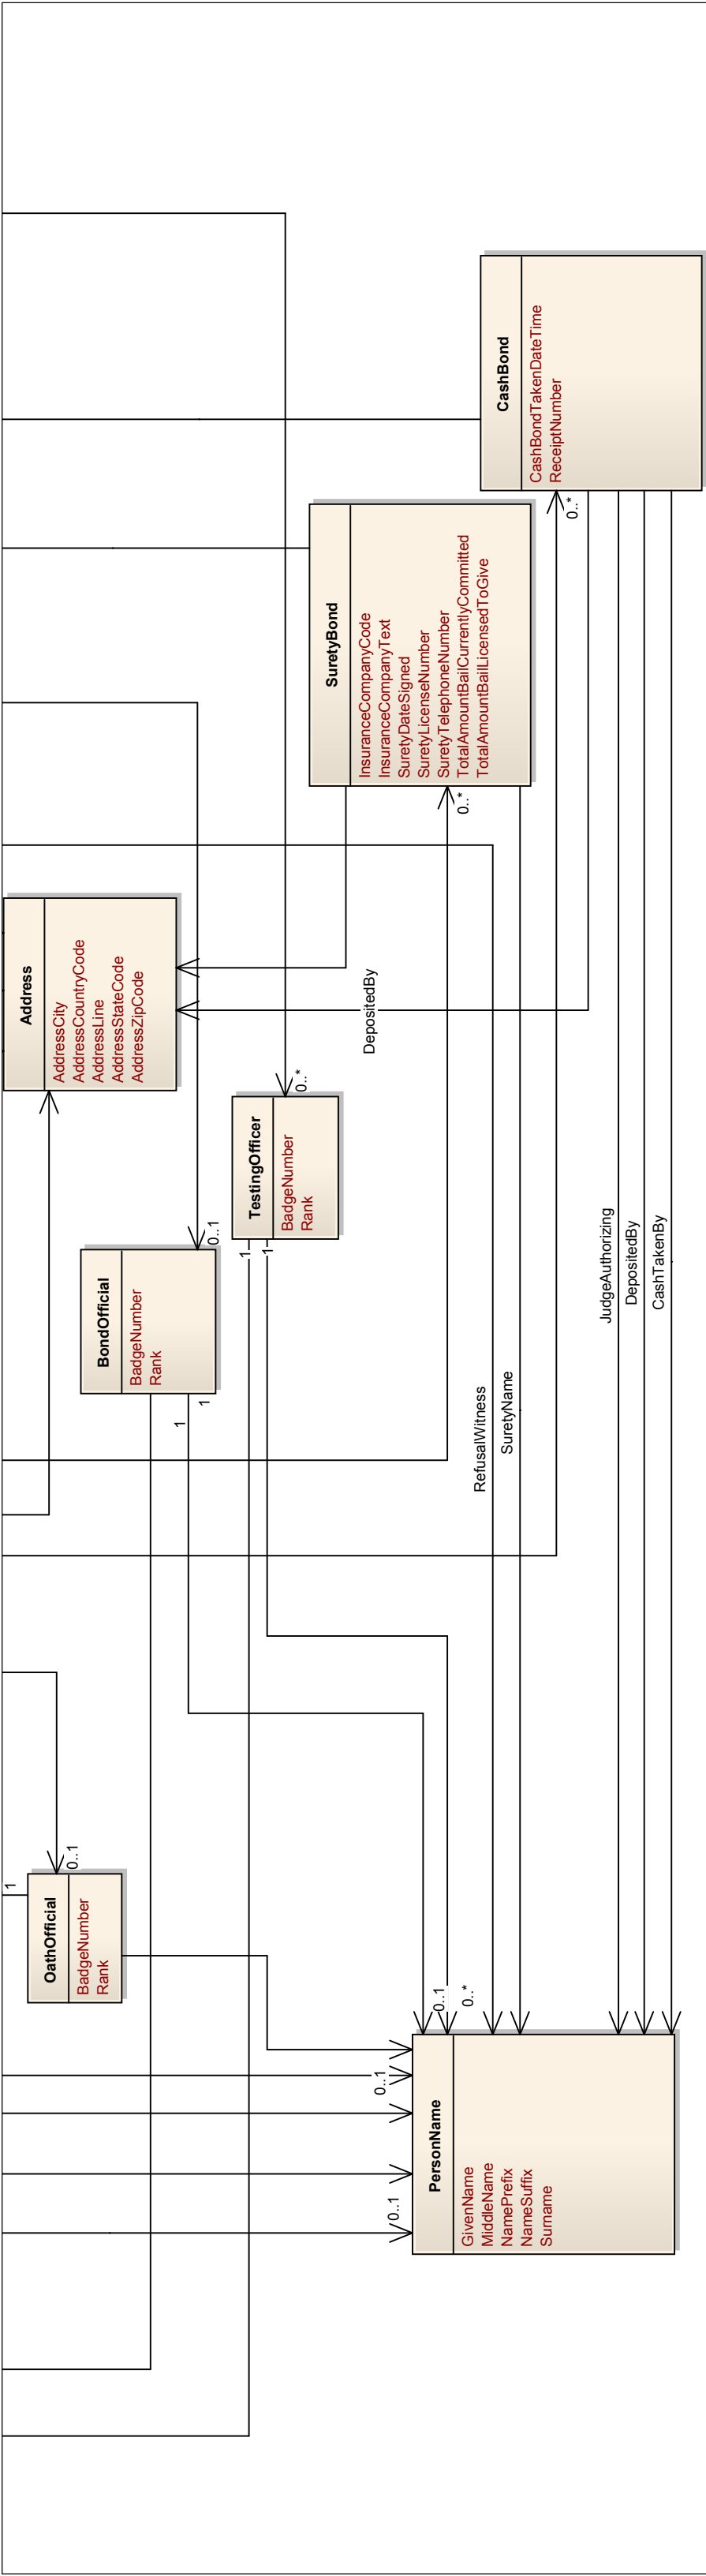 CashBond
CashBondTakenDateTime
ReceiptNumber
0..*
SuretyBond
InsuranceCompanyCode
InsuranceCompanyText
SuretyDateSigned
SuretyLicenseNumber
SuretyTelephoneNumber
TotalAmountBailCurrentlyCommitted
TotalAmountBailLicensedToGive
0..*
Address
AddressCity
AddressCountryCode
AddressLine
AddressStateCode
AddressZipCode
DepositedBy
0..*
TestingOfficer
BadgeNumber
Rank
1
1
0..1
BondOfficial
BadgeNumber
Rank
1
1
JudgeAuthorizing
DepositedBy
CashTakenBy
RefusalWitness
SuretyName
0..1
1
OathOfficial
BadgeNumber
Rank
0..1
0..*
0..1
0..1
PersonName
GivenName
MiddleName
NamePrefix
NameSuffix
Surname